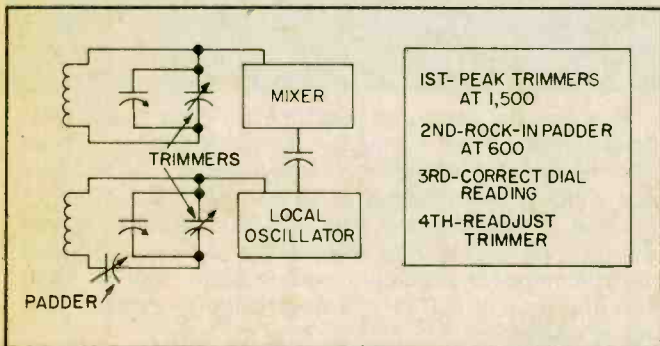 MIXER
TRIMMERS
LOCAL
OSCILLATOR
PADDER
1ST- PEAK TRIMMERS
AT 1,500
2ND-ROCK-IN PADDER
AT 600
3RD-CORRECT DIAL
READING
4TH-READJUST
TRIMMER